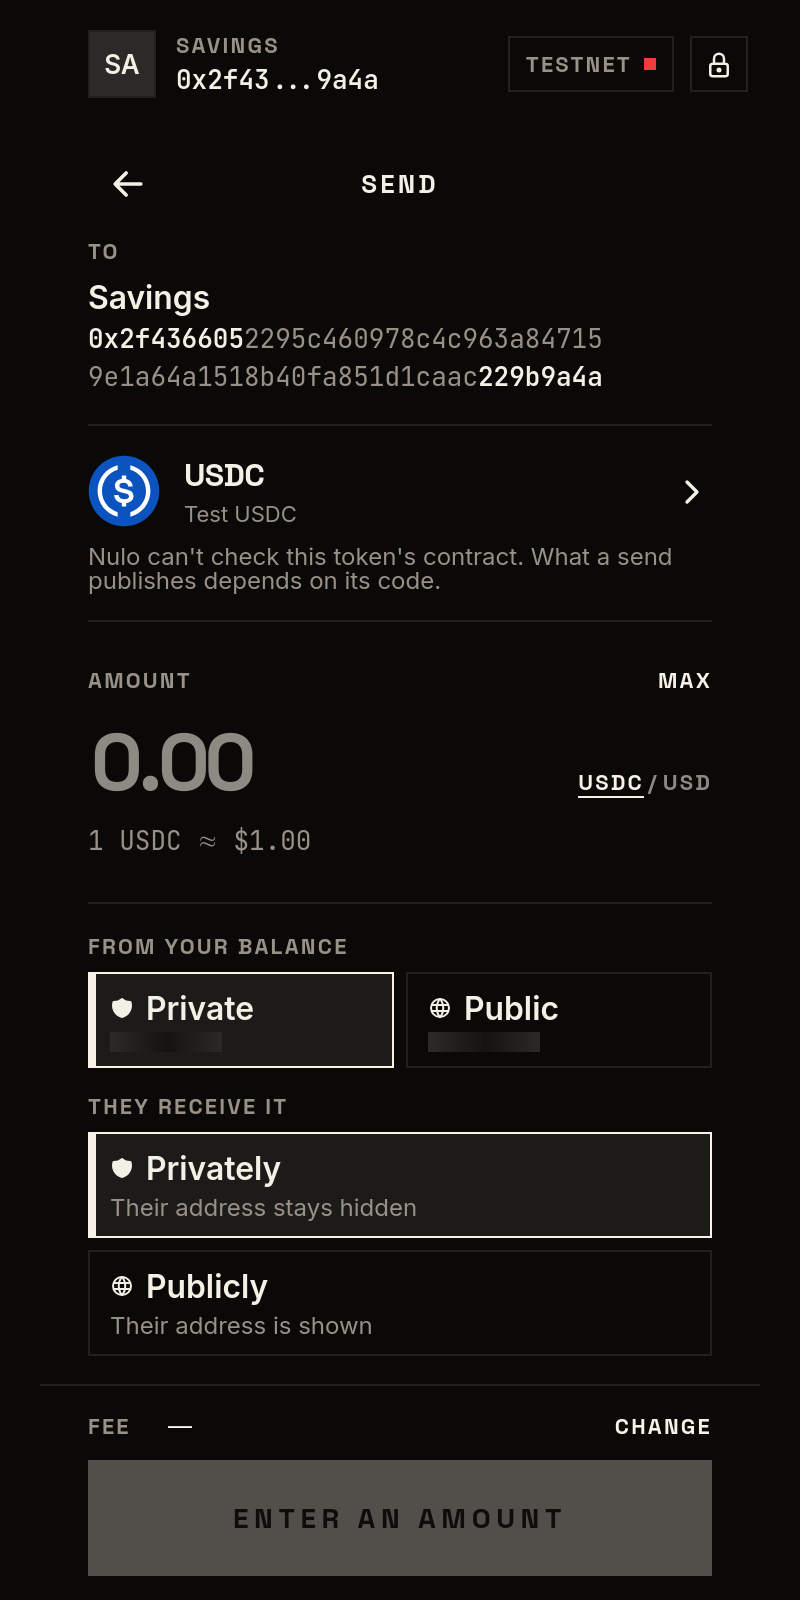 SA
SAVINGS
0x2f43...9a4a
TESTNET
SEND
TO
Savings
0x2f4366052295c460978c4c963a84715
9e1a64a1518b40fa851d1caac229b9a4a
USDC
Test USDC
Nulo can't check this token's contract. What a send
publishes depends on its code.
AMOUNT
MAX
0.00
USDC/USD
1 USDC ≈ $1.00
FROM YOUR BALANCE
Private
Public
THEY RECEIVE IT
Privately
Their address stays hidden
Publicly
Their address is shown
FEE —
CHANGE
ENTER AN AMOUNT